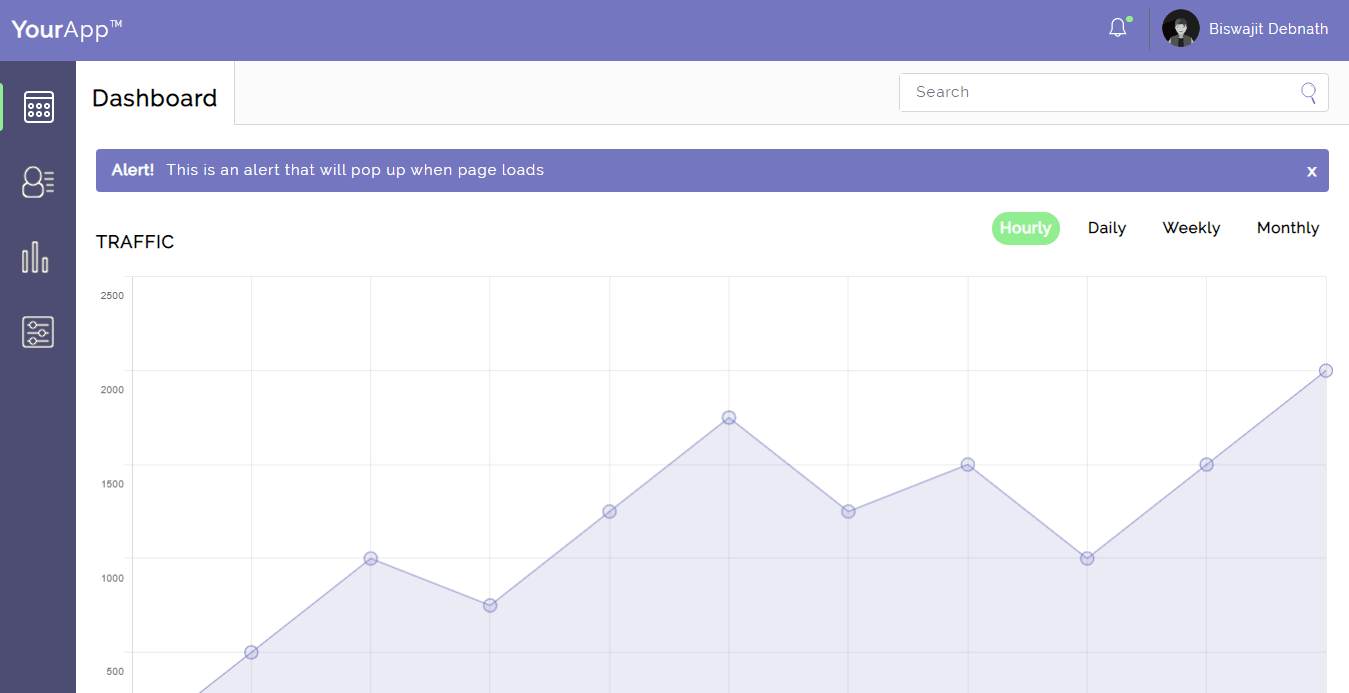 YourApp™
Biswajit Debnath
Dashboard
Search
Alert! This is an alert that will pop up when page loads x
Hourly Daily Weekly Monthly
TRAFFIC
2500
2000
1500
1000
500